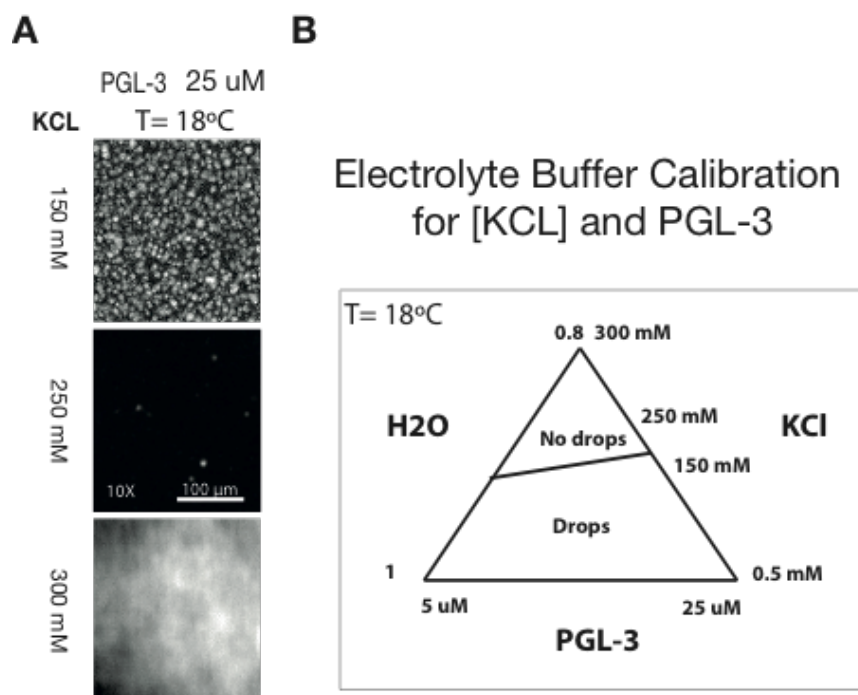 A
B
PGL-3 25 uM
KCL T= 18ºC
150 mM
250 mM
10X 100 µm
300 mM
Electrolyte Buffer Calibration
for [KCL] and PGL-3
T= 18ºC
0.8 300 mM
250 mM
H2O
KCl
No drops
150 mM
Drops
1
0.5 mM
5 uM
25 uM
PGL-3